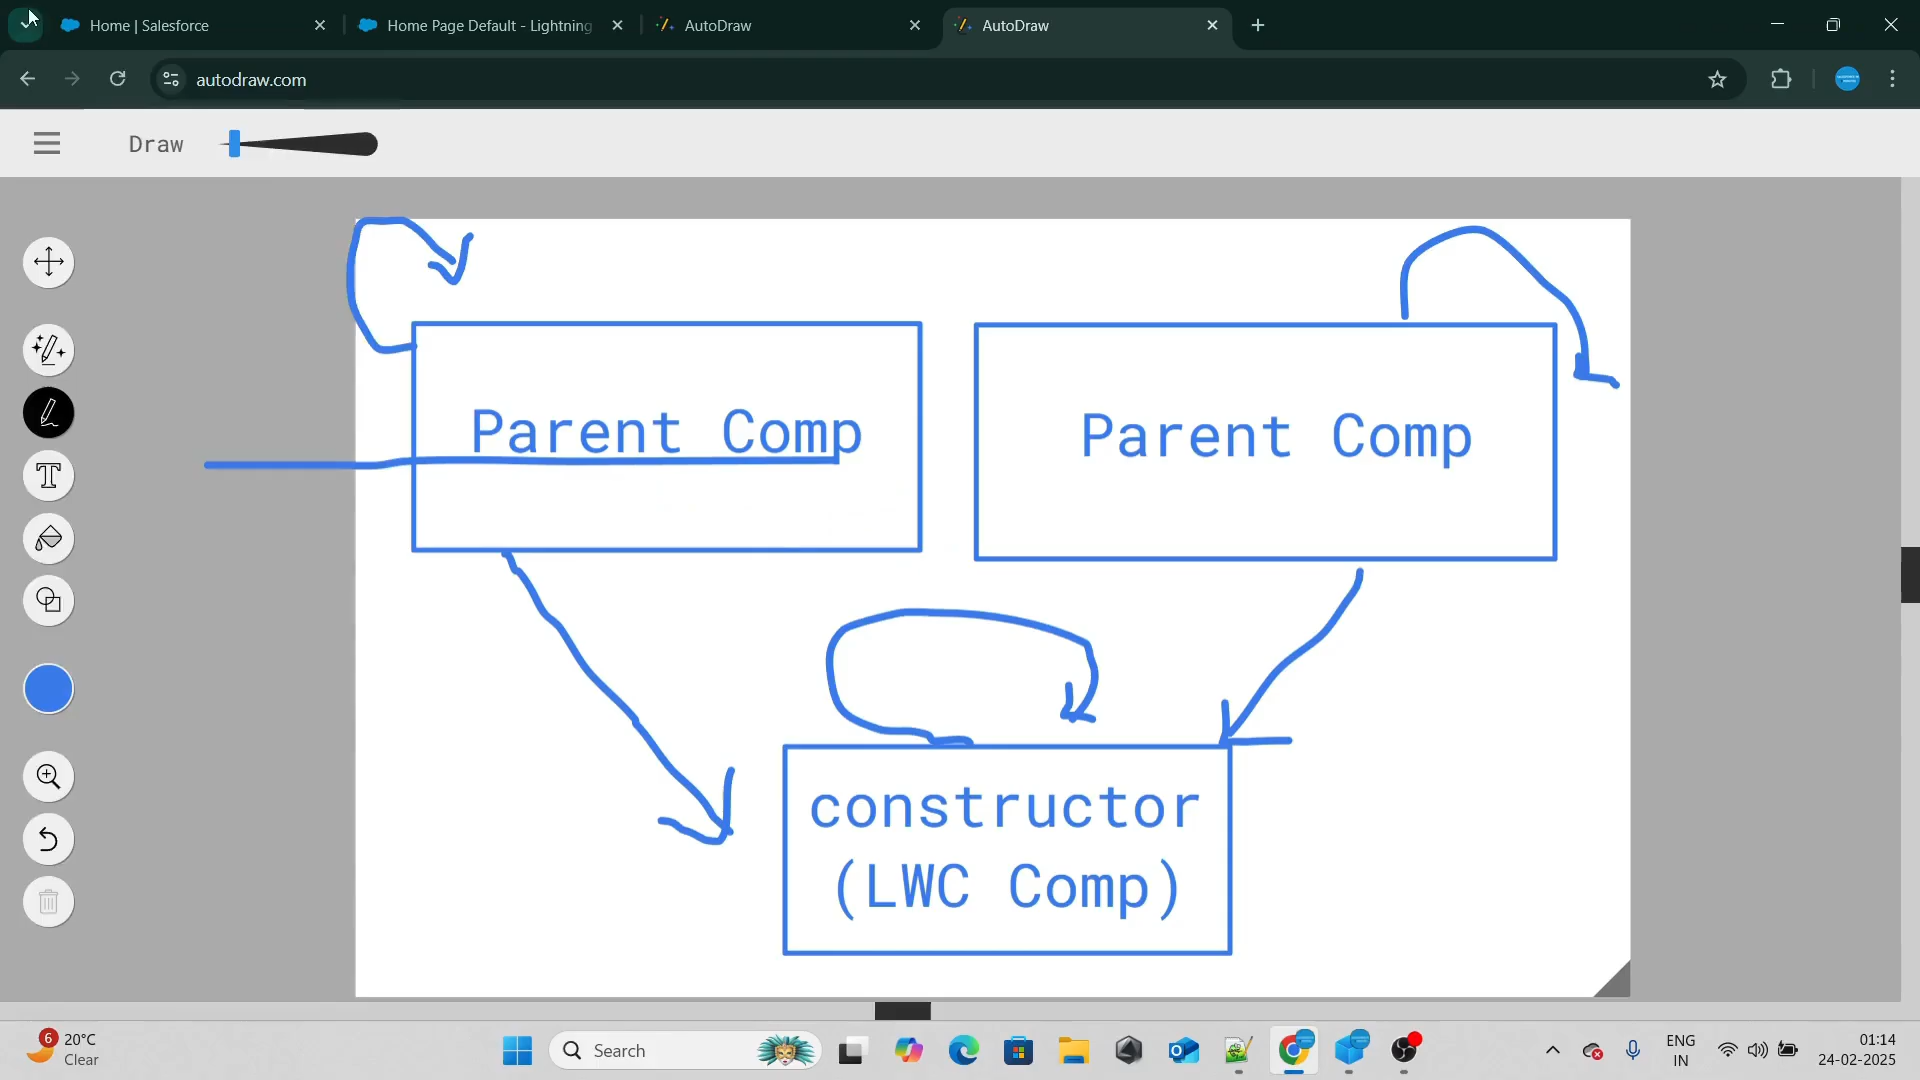 Home | Salesforce
Home Page Default - Lightning
AutoDraw
AutoDraw
autodraw.com
Draw
Parent Comp
Parent Comp
constructor
(LWC Comp)
6
20°C
Clear
Search
ENG
IN
01:14
24-02-2025